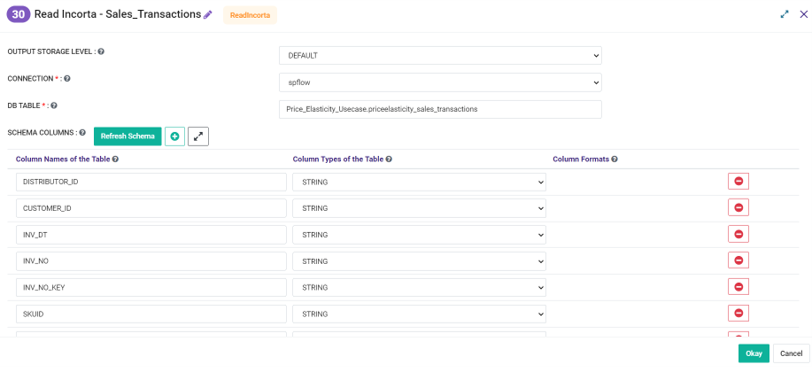 30 Read Incorta - Sales_Transactions ReadIncorta
OUTPUT STORAGE LEVEL :
DEFAULT
CONNECTION * :
spflow
DB TABLE * :
Price_Elasticity_Usecase.priceelasticity_sales_transactions
SCHEMA COLUMNS : Refresh Schema
Column Names of the Table Column Types of the Table Column Formats
DISTRIBUTOR_ID STRING
CUSTOMER_ID STRING
INV_DT STRING
INV_NO STRING
INV_NO_KEY STRING
SKUID STRING
Okay Cancel